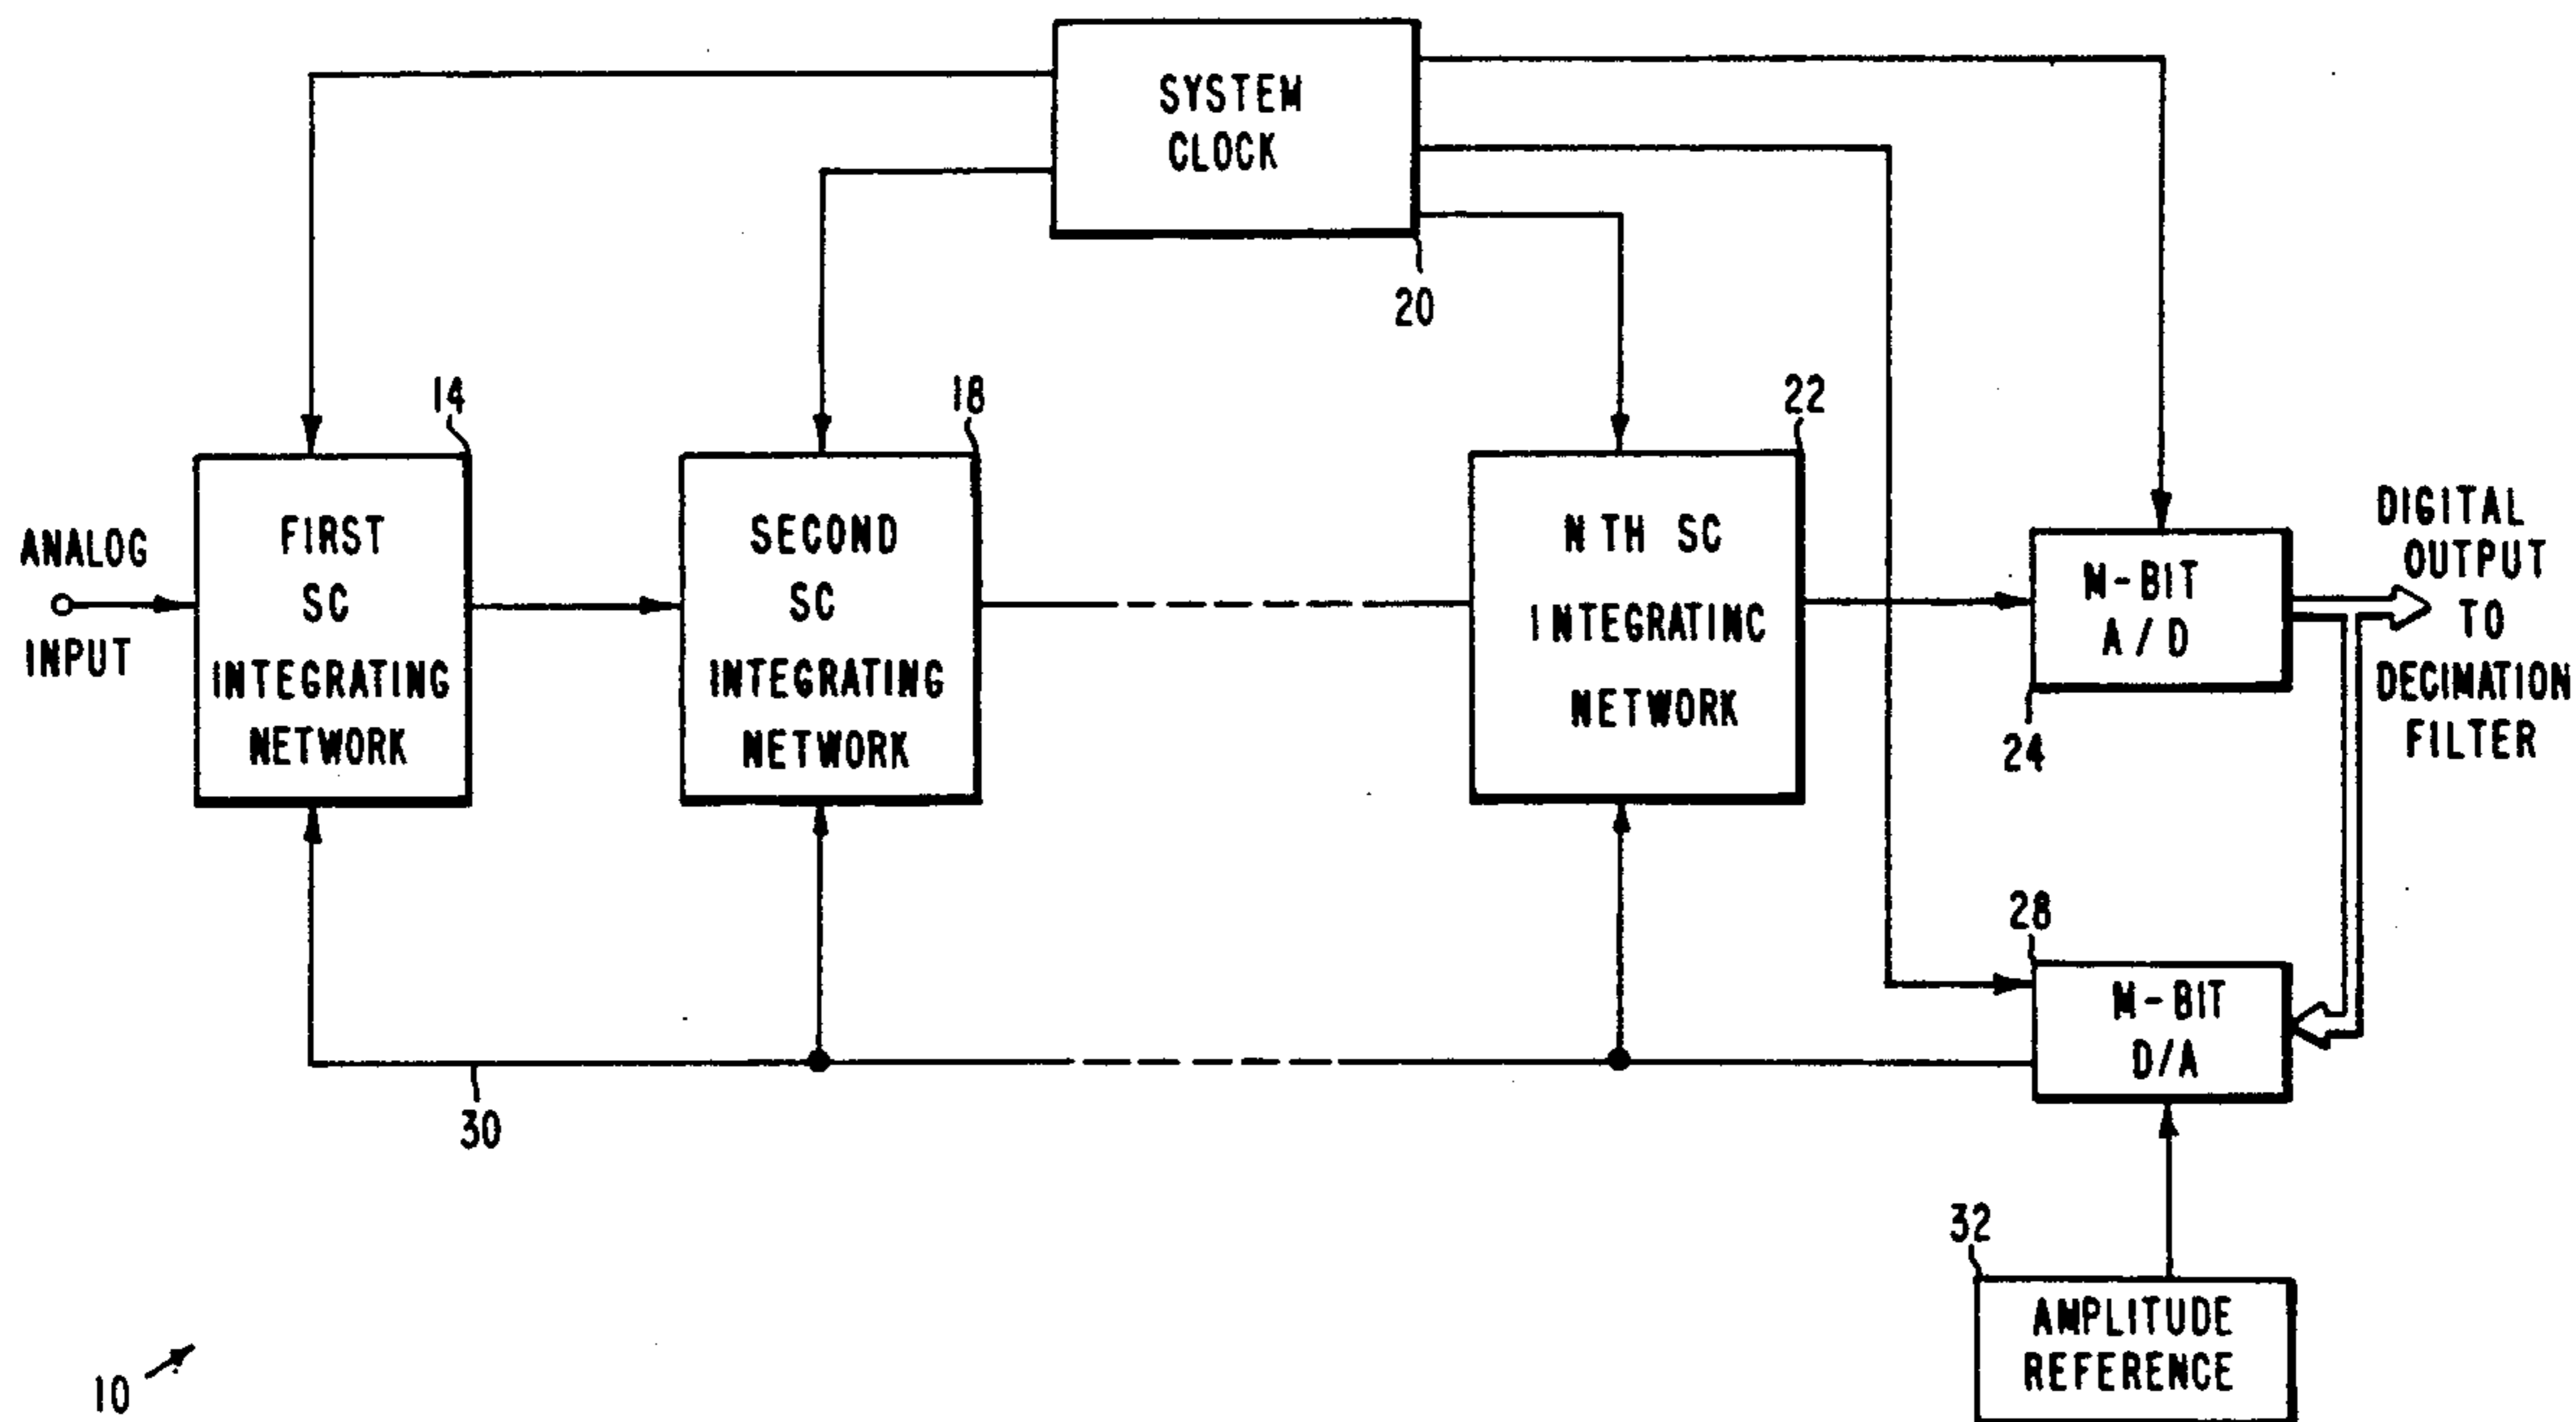 SYSTEM
CLOCK
20
14
18
22
ANALOG
INPUT
FIRST
SC
INTEGRATING
NETWORK
SECOND
SC
INTEGRATING
NETWORK
N TH SC
INTEGRATINC
NETWORK
M-BIT
A/D
24
DIGITAL
OUTPUT
TO
DECIMATION
FILTER
28
M-BIT
D/A
30
32
AMPLITUDE
REFERENCE
10